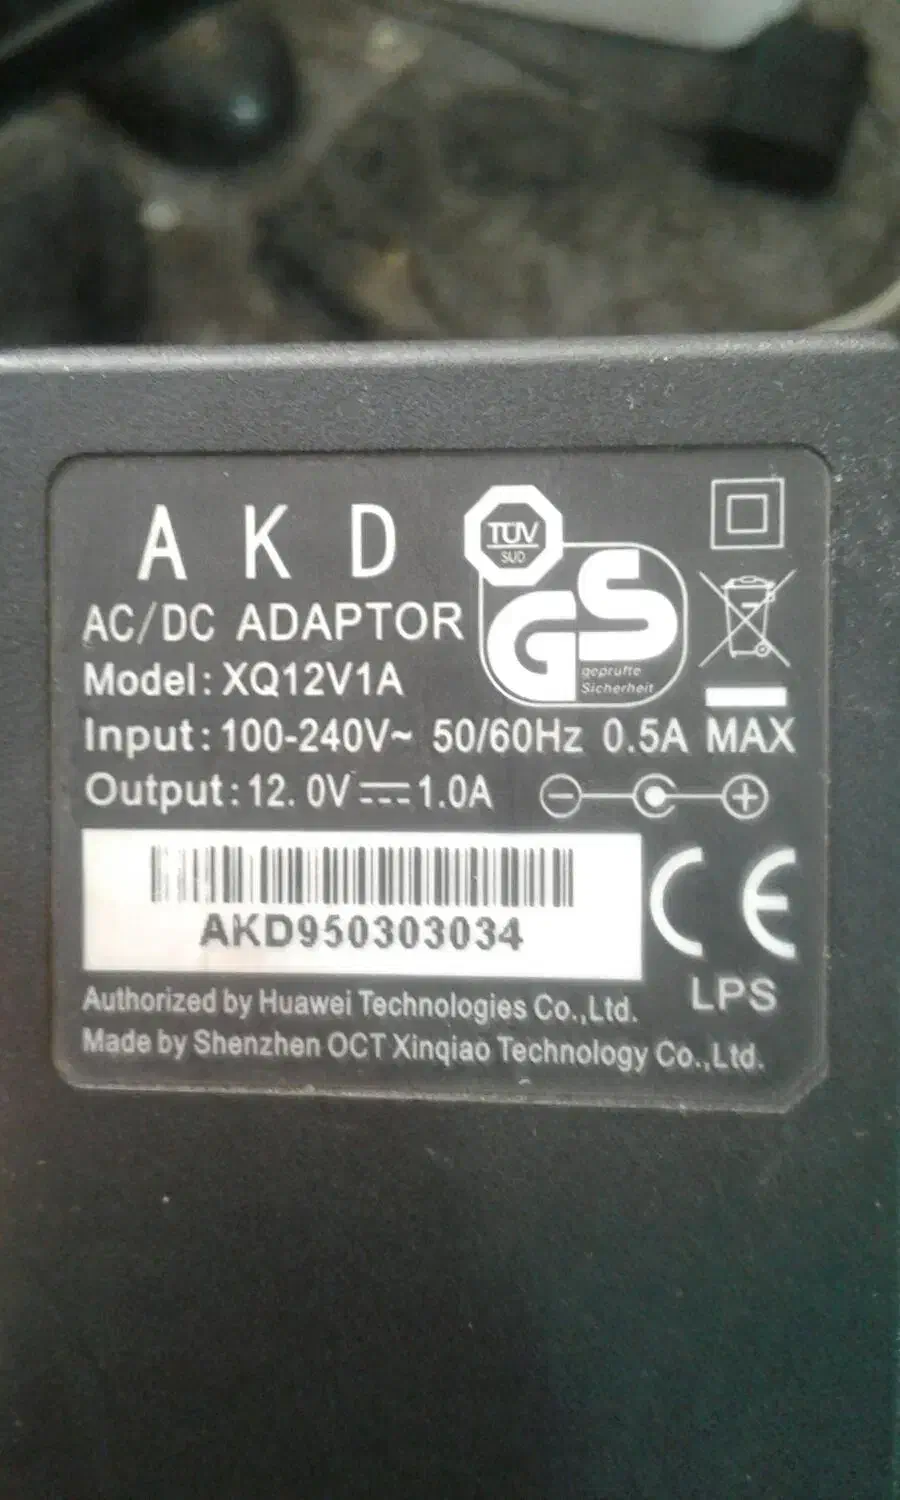 A K D
TÜV
SÜD
GS
geprüfte
Sicherheit
AC/DC ADAPTOR
Model: XQ12V1A
Input: 100-240V~ 50/60Hz 0.5A MAX
Output: 12.0V⎓1.0A
AKD950303034
CE
LPS
Authorized by Huawei Technologies Co.,Ltd.
Made by Shenzhen OCT Xinqiao Technology Co.,Ltd.